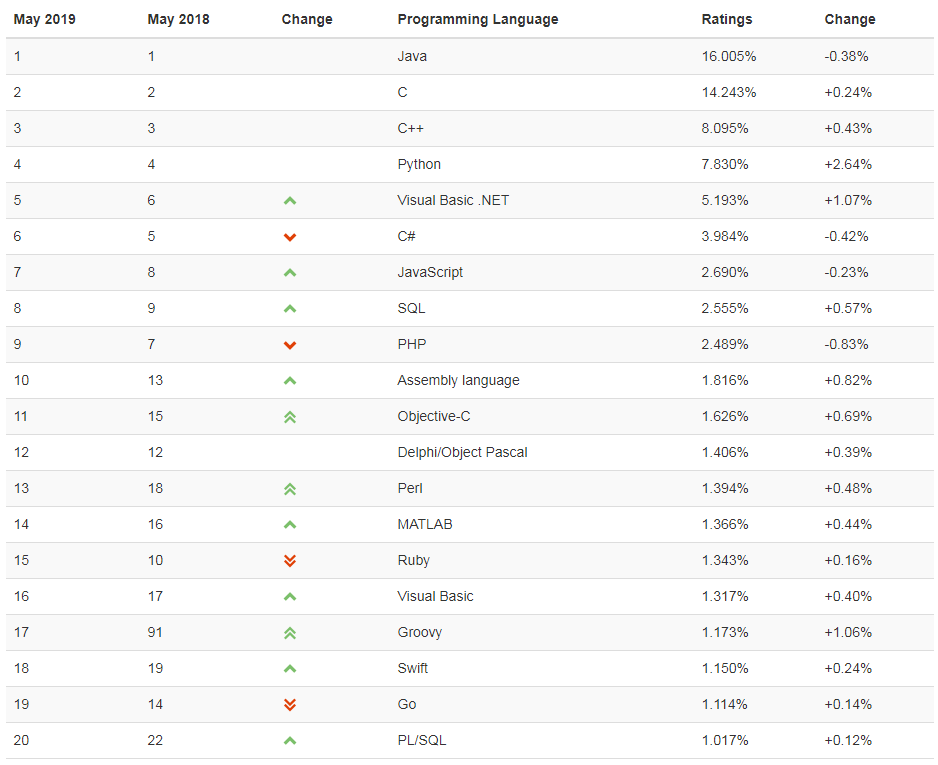 May 2019 May 2018 Change Programming Language Ratings Change
1 1 Java 16.005% -0.38%
2 2 C 14.243% +0.24%
3 3 C++ 8.095% +0.43%
4 4 Python 7.830% +2.64%
5 6 Visual Basic .NET 5.193% +1.07%
6 5 C# 3.984% -0.42%
7 8 JavaScript 2.690% -0.23%
8 9 SQL 2.555% +0.57%
9 7 PHP 2.489% -0.83%
10 13 Assembly language 1.816% +0.82%
11 15 Objective-C 1.626% +0.69%
12 12 Delphi/Object Pascal 1.406% +0.39%
13 18 Perl 1.394% +0.48%
14 16 MATLAB 1.366% +0.44%
15 10 Ruby 1.343% +0.16%
16 17 Visual Basic 1.317% +0.40%
17 91 Groovy 1.173% +1.06%
18 19 Swift 1.150% +0.24%
19 14 Go 1.114% +0.14%
20 22 PL/SQL 1.017% +0.12%